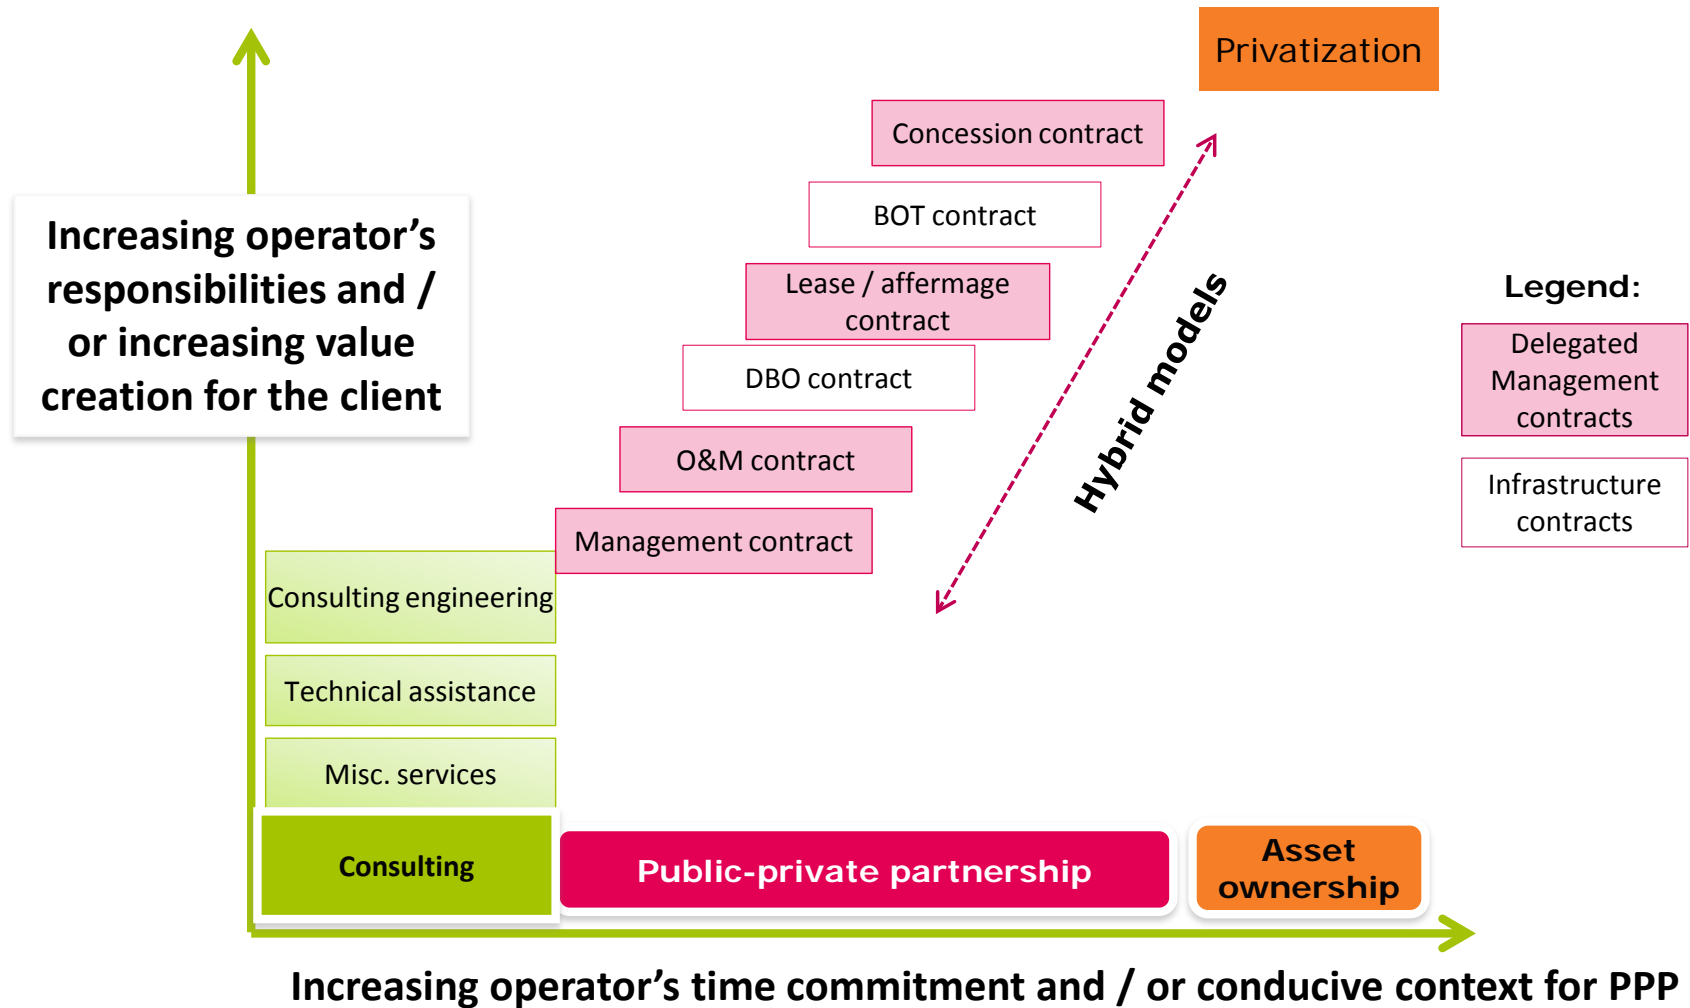 Privatization
Concession contract
BOT contract
Increasing operator’s
responsibilities and /
or increasing value
creation for the client
Lease / affermage
contract
DBO contract
O&M contract
Management contract
Hybrid models
Legend:
Delegated
Management
contracts
Infrastructure
contracts
Consulting engineering
Technical assistance
Misc. services
Consulting
Public-private partnership
Asset
ownership
Increasing operator’s time commitment and / or conducive context for PPP